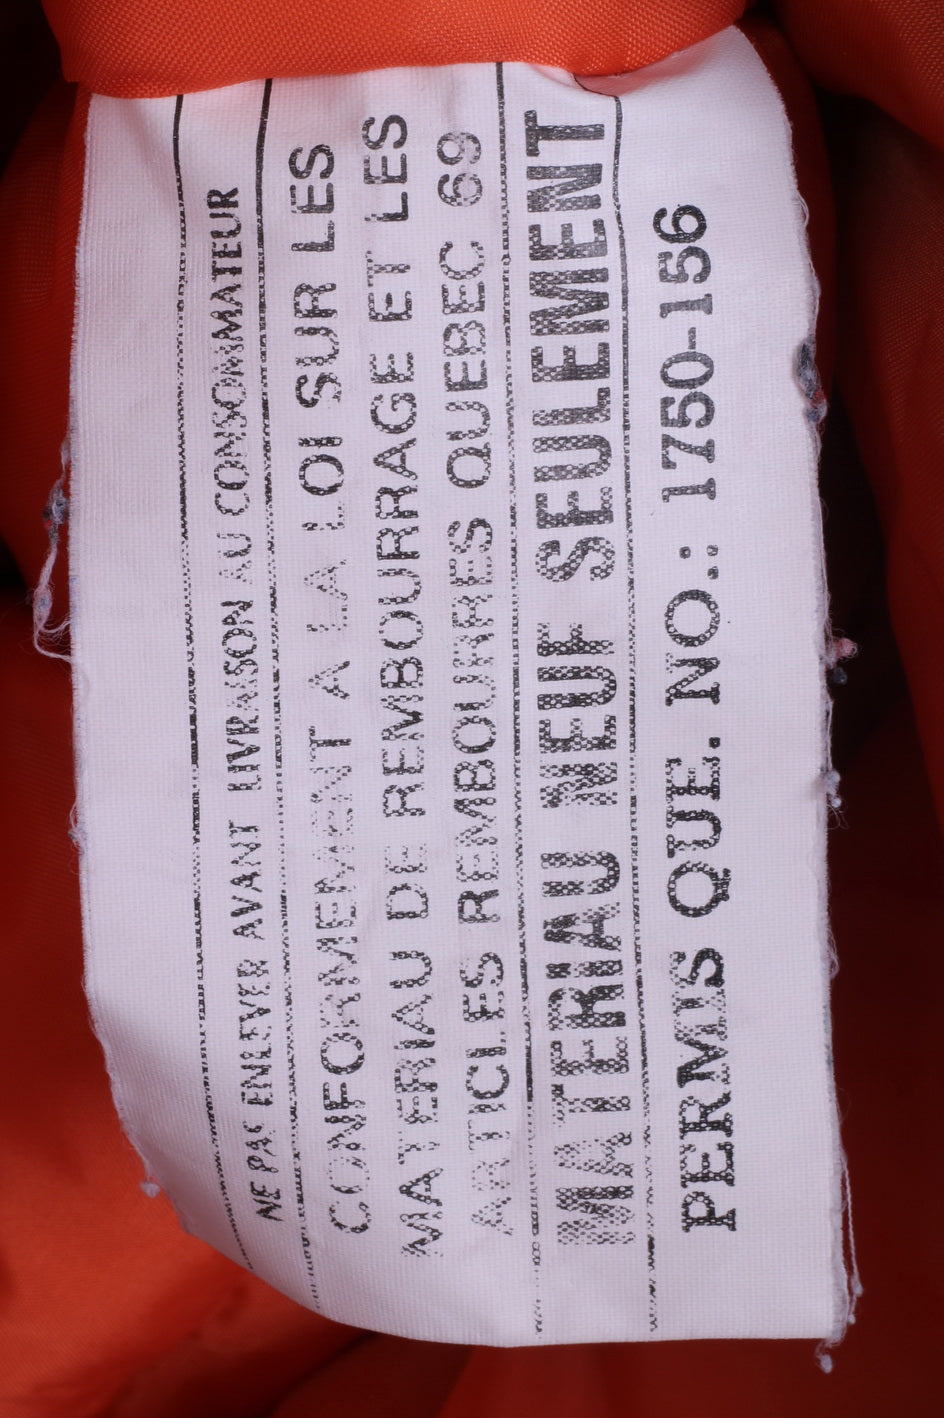 NE PAS ENLEVER AVANT LIVRAISON AU CONSOMMATEUR
CONFORMEMENT A LA LOI SUR LES
MATERIAU DE REMBOURRAGE ET LES
ARTICLES REMBOURRES QUEBEC 69
MATERIAU NEUF SEULEMENT
PERMIS QUE. NO.: 1750-156